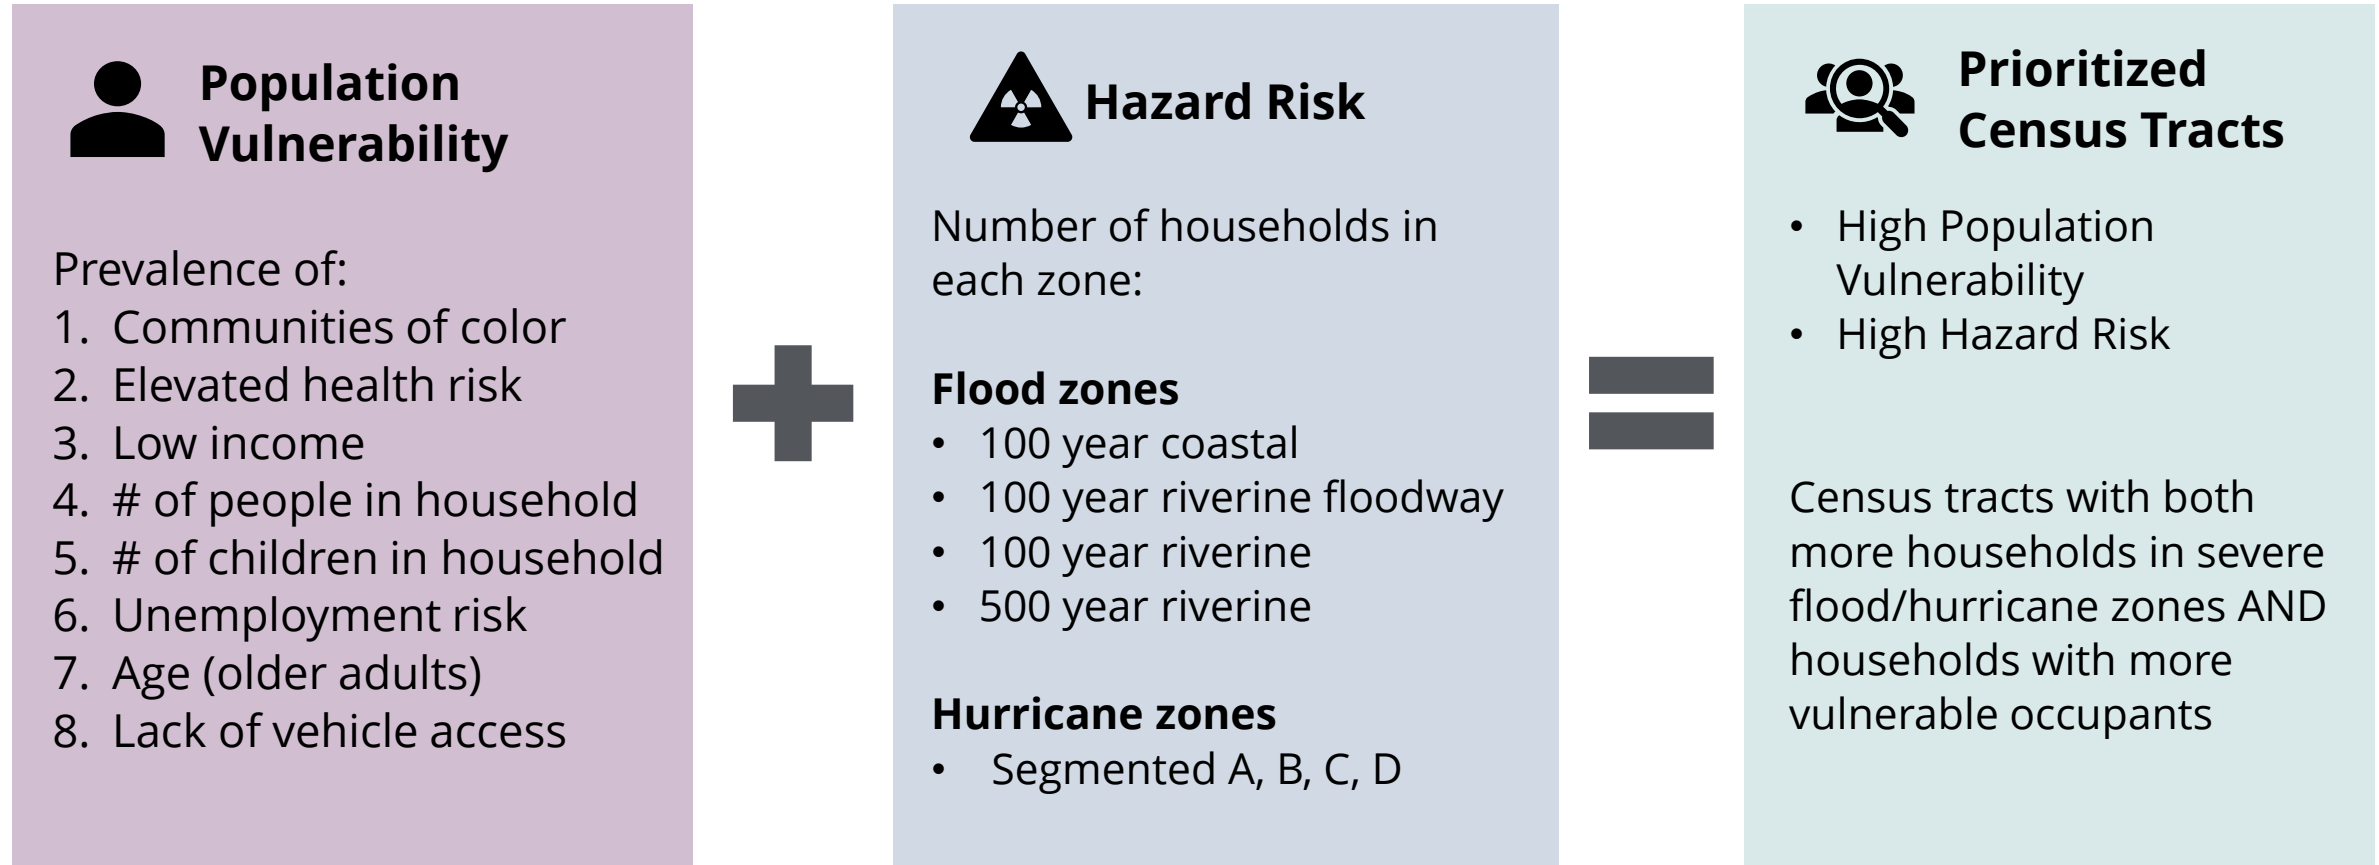 Population
Vulnerability
Prevalence of:
1. Communities of color
2. Elevated health risk
3. Low income
4. # of people in household
5. # of children in household
6. Unemployment risk
7. Age (older adults)
8. Lack of vehicle access
Hazard Risk
Number of households in
each zone:
Flood zones
• 100 year coastal
• 100 year riverine floodway
• 100 year riverine
• 500 year riverine
Hurricane zones
• Segmented A, B, C, D
Prioritized
Census Tracts
• High Population
Vulnerability
• High Hazard Risk
Census tracts with both
more households in severe
flood/hurricane zones AND
households with more
vulnerable occupants